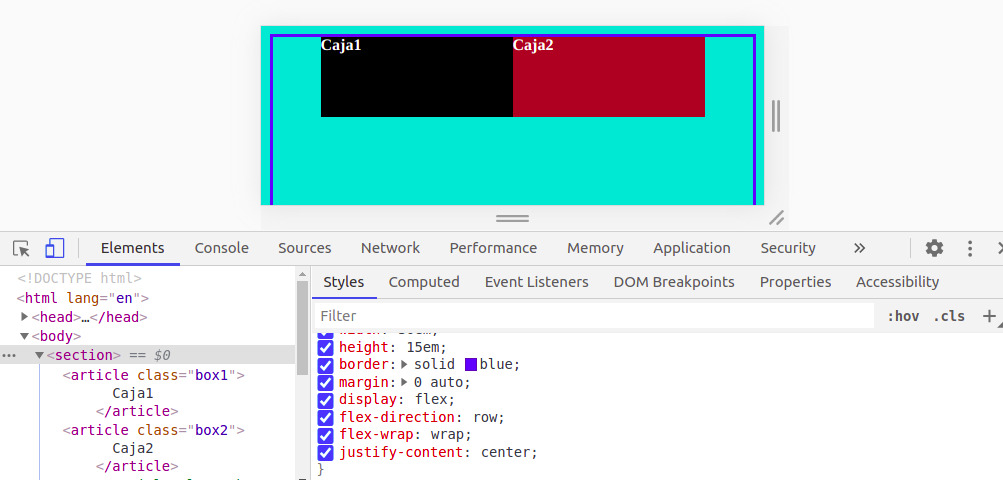 Caja1 Caja2
Elements Console Sources Network Performance Memory Application Security »
<!DOCTYPE html>
<html lang="en">
▶<head>…</head>
▼<body>
…▼<section> == $0
<article class="box1">
Caja1
</article>
<article class="box2">
Caja2
</article>
Styles Computed Event Listeners DOM Breakpoints Properties Accessibility
Filter :hov .cls +
height: 15em;
border:▶ solid blue;
margin:▶ 0 auto;
display: flex;
flex-direction: row;
flex-wrap: wrap;
justify-content: center;
}